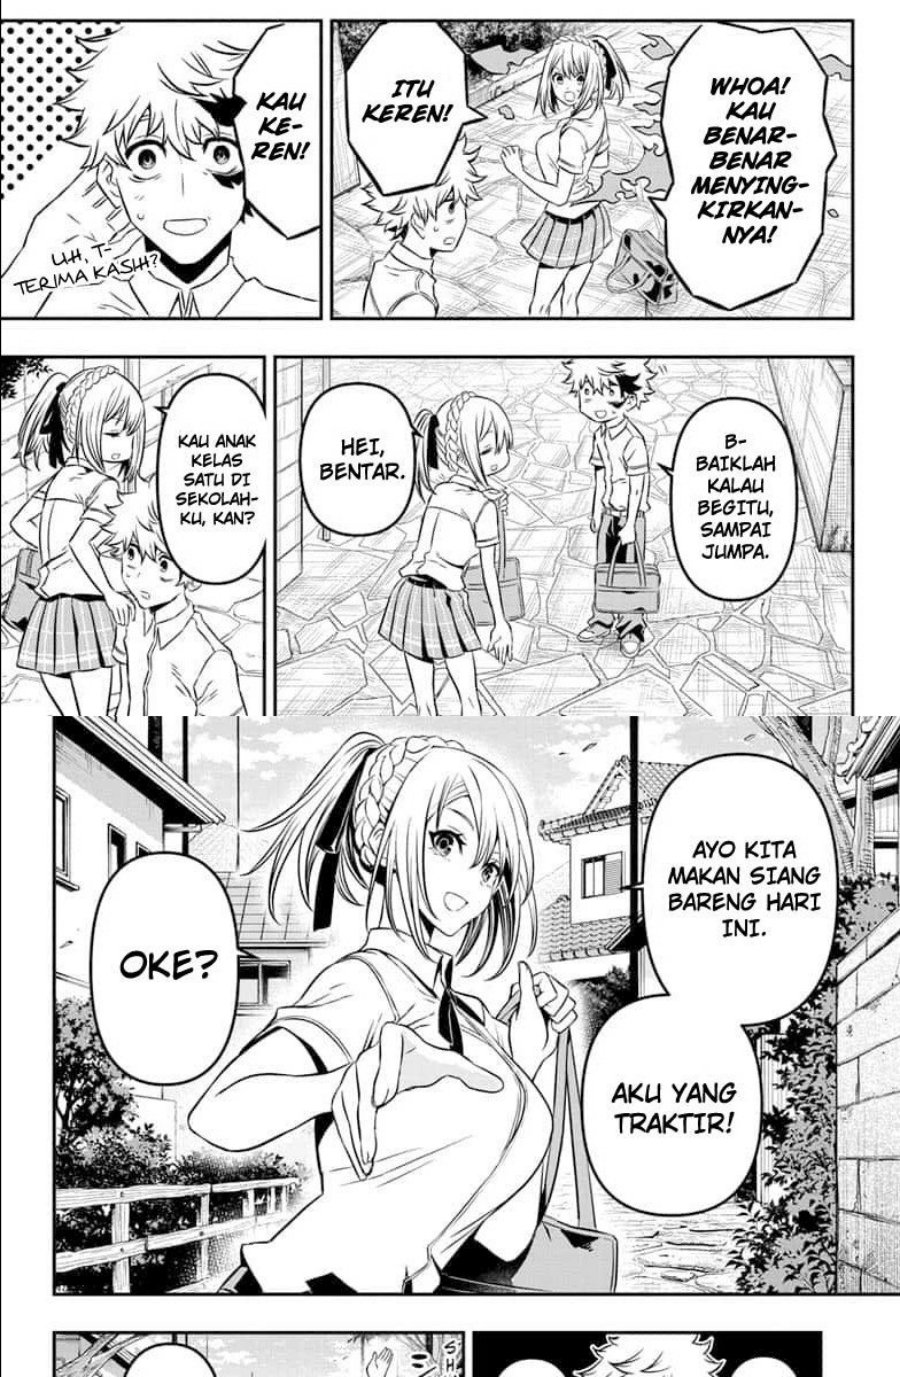 WHOA!
KAU
BENAR-
BENAR
MENYING-
KIRKAN-
NYA!
ITU
KEREN!
KAU
KE-
REN!
UH, T-
TERIMA KASIH?
B-
BAIKLAH
KALAU
BEGITU,
SAMPAI
JUMPA.
HEI,
BENTAR.
KAU ANAK
KELAS
SATU DI
SEKOLAH-
KU, KAN?
AYO KITA
MAKAN SIANG
BARENG HARI
INI.
AKU YANG
TRAKTIR!
OKE?
SH